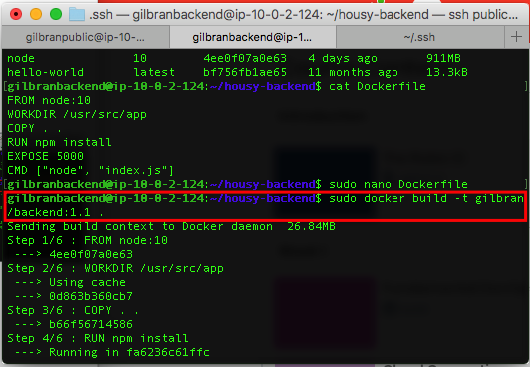 .ssh — gilbranbackend@ip-10-0-2-124: ~/housy-backend — ssh public…
gilbranpublic@ip-10-…
gilbranbackend@ip-1…
~/.ssh
node 10 4ee0f07a0e63 4 days ago 911MB
hello-world latest bf756fb1ae65 11 months ago 13.3kB
[gilbranbackend@ip-10-0-2-124:~/housy-backend$ cat Dockerfile
FROM node:10
WORKDIR /usr/src/app
COPY . .
RUN npm install
EXPOSE 5000
CMD ["node", "index.js"]
[gilbranbackend@ip-10-0-2-124:~/housy-backend$ sudo nano Dockerfile
[gilbranbackend@ip-10-0-2-124:~/housy-backend$ sudo docker build -t gilbran
/backend:1.1 .
Sending build context to Docker daemon 26.84MB
Step 1/6 : FROM node:10
---> 4ee0f07a0e63
Step 2/6 : WORKDIR /usr/src/app
---> Using cache
---> 0d863b360cb7
Step 3/6 : COPY . .
---> b66f56714586
Step 4/6 : RUN npm install
---> Running in fa6236c61ffc